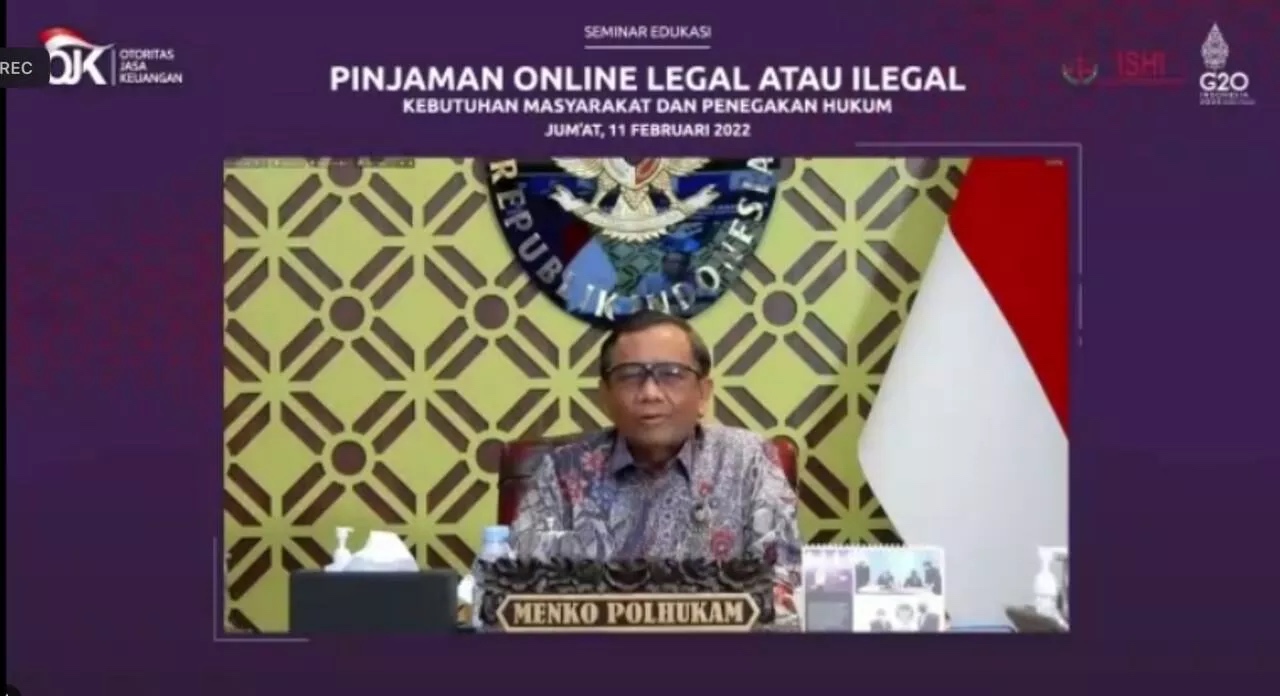 REC
OJK
OTORITAS
JASA
KEUANGAN
SEMINAR EDUKASI
PINJAMAN ONLINE LEGAL ATAU ILEGAL
KEBUTUHAN MASYARAKAT DAN PENEGAKAN HUKUM
JUM'AT, 11 FEBRUARI 2022
ISHI
G20
INDONESIA
REPUBLIK INDONESIA
MENKO POLHUKAM